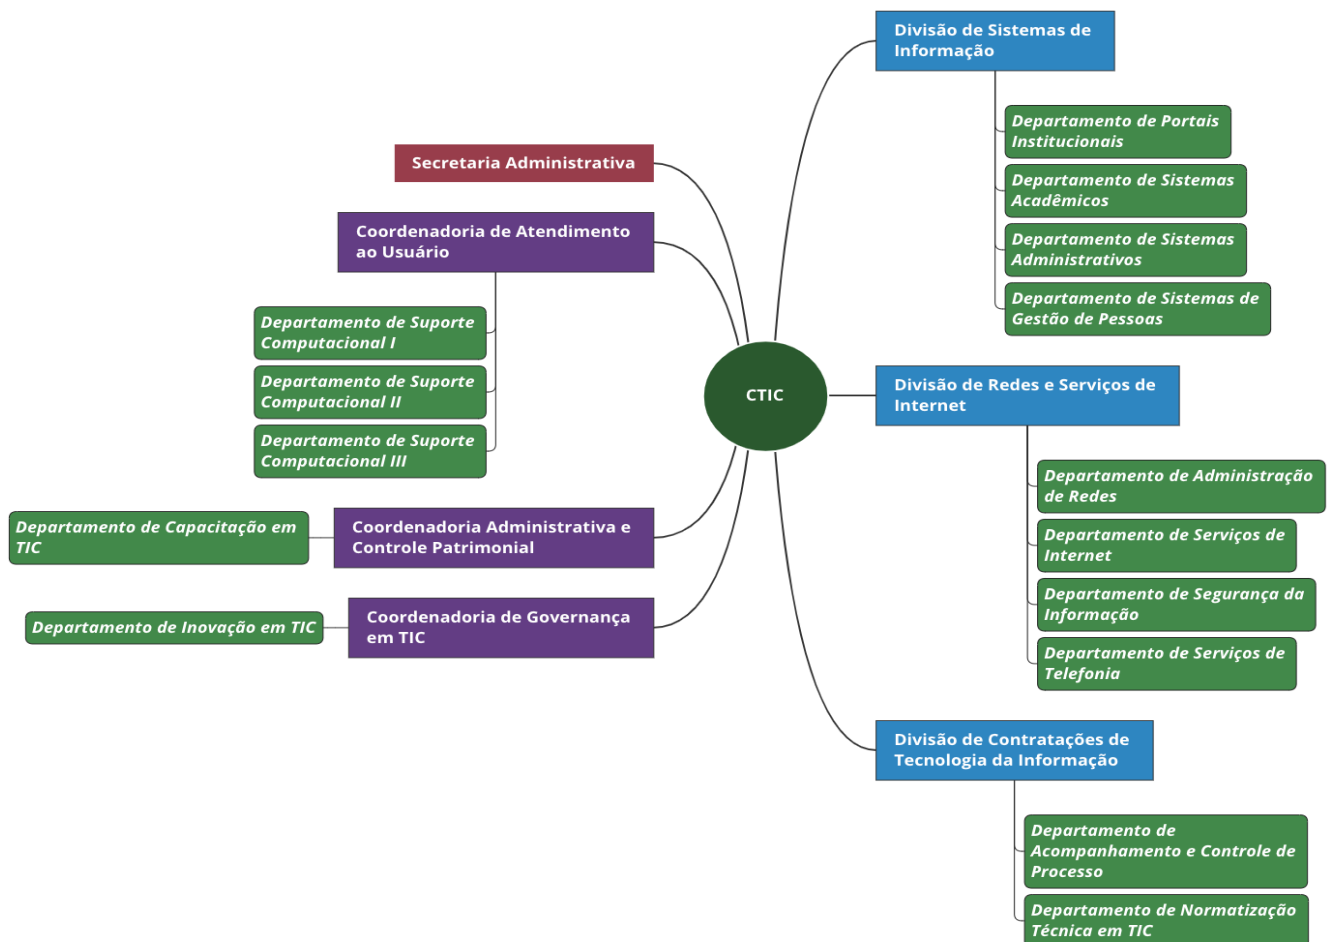 Divisão de Sistemas de
Informação
Departamento de Portais
Institucionais
Departamento de Sistemas
Acadêmicos
Departamento de Sistemas
Administrativos
Departamento de Sistemas de
Gestão de Pessoas
Secretaria Administrativa
Coordenadoria de Atendimento
ao Usuário
Departamento de Suporte
Computacional I
Departamento de Suporte
Computacional II
Departamento de Suporte
Computacional III
CTIC
Divisão de Redes e Serviços de
Internet
Departamento de Administração
de Redes
Departamento de Serviços de
Internet
Departamento de Segurança da
Informação
Departamento de Serviços de
Telefonia
Coordenadoria Administrativa e
Controle Patrimonial
Departamento de Capacitação em
TIC
Coordenadoria de Governança
em TIC
Departamento de Inovação em TIC
Divisão de Contratações de
Tecnologia da Informação
Departamento de
Acompanhamento e Controle de
Processo
Departamento de Normatização
Técnica em TIC